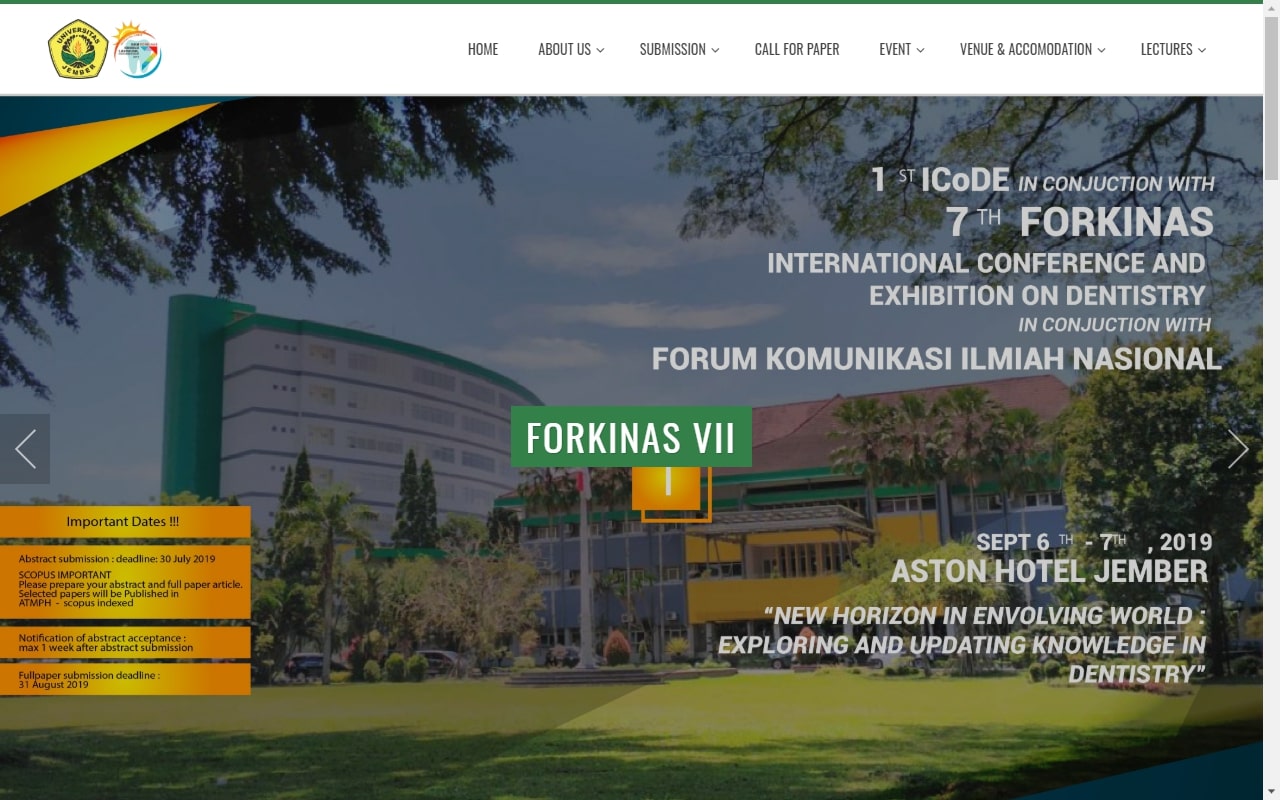 UNIVERSITAS
JEMBER
HOME
ABOUT US
SUBMISSION
CALL FOR PAPER
EVENT
VENUE & ACCOMODATION
LECTURES
1 ST ICoDE IN CONJUCTION WITH
7 TH FORKINAS
INTERNATIONAL CONFERENCE AND
EXHIBITION ON DENTISTRY
IN CONJUCTION WITH
FORUM KOMUNIKASI ILMIAH NASIONAL
FORKINAS VII
Important Dates !!!
Abstract submission : deadline: 30 July 2019
SCOPUS IMPORTANT
Please prepare your abstract and full paper article.
Selected papers will be Published in
ATMPH - scopus indexed
Notification of abstract acceptance :
max 1 week after abstract submission
Fullpaper submission deadline :
31 August 2019
SEPT 6 TH - 7TH , 2019
ASTON HOTEL JEMBER
“NEW HORIZON IN ENVOLVING WORLD :
EXPLORING AND UPDATING KNOWLEDGE IN
DENTISTRY”